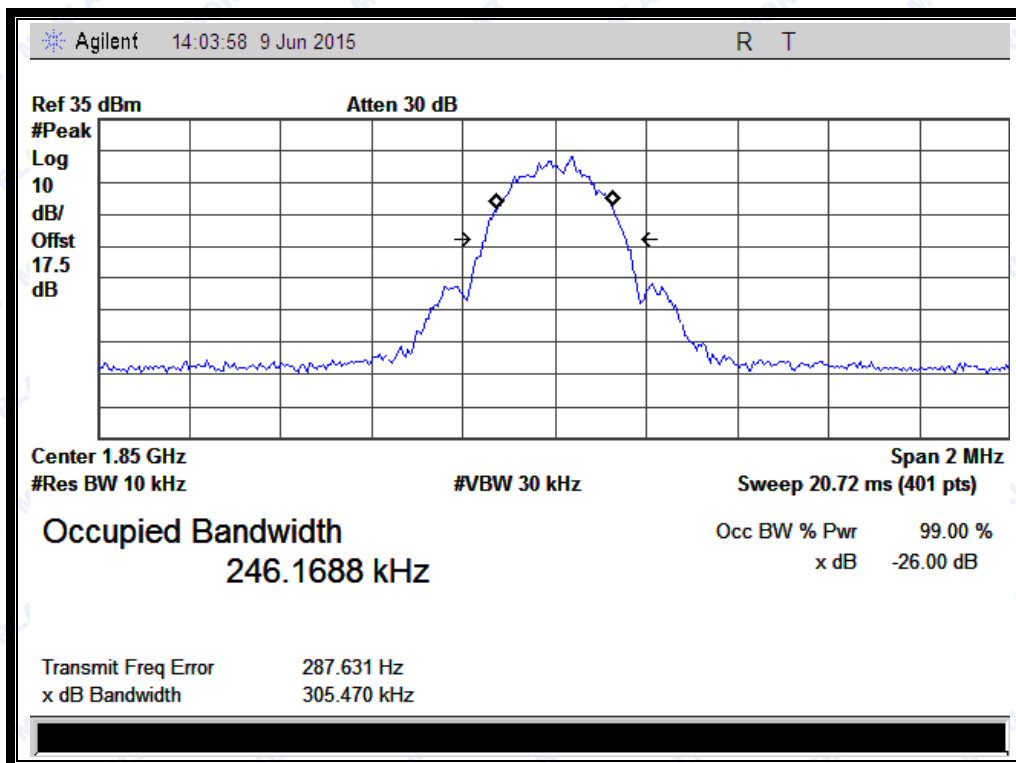 Agilent 14:03:58 9 Jun 2015 R T
Ref 35 dBm Atten 30 dB
#Peak
Log
10
dB/
Offst
17.5
dB
Center 1.85 GHz Span 2 MHz
#Res BW 10 kHz #VBW 30 kHz Sweep 20.72 ms (401 pts)
Occupied Bandwidth Occ BW % Pwr 99.00 %
246.1688 kHz x dB -26.00 dB
Transmit Freq Error 287.631 Hz
x dB Bandwidth 305.470 kHz